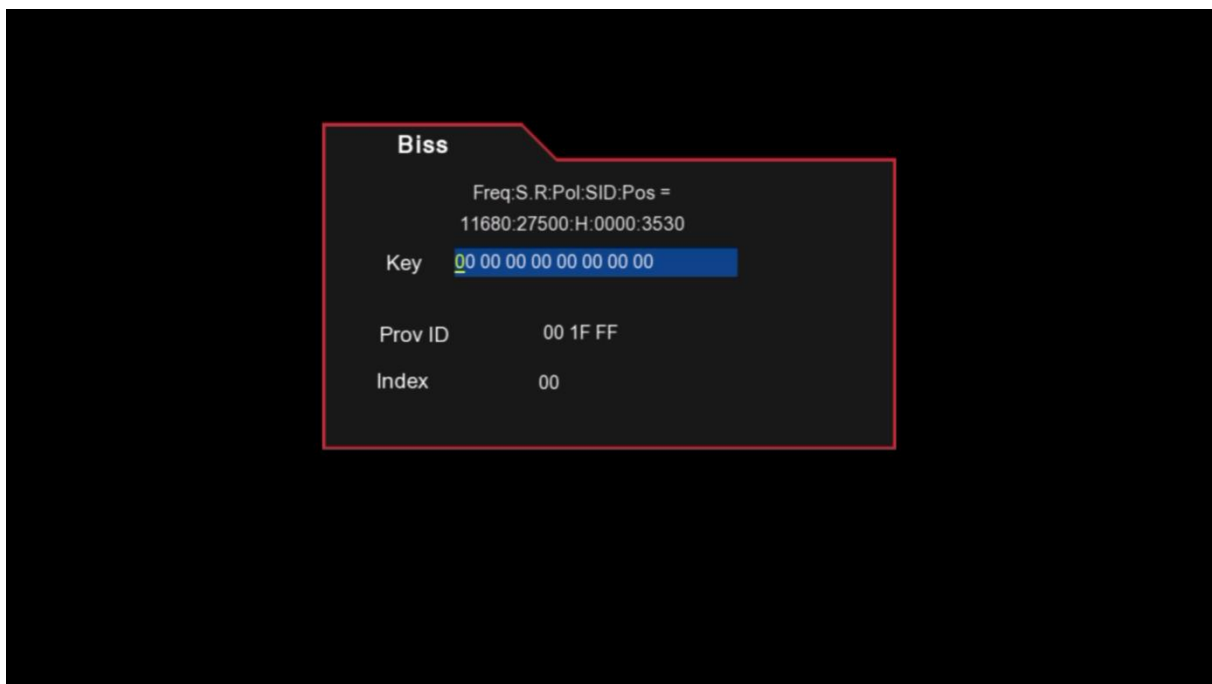 Biss
Freq:S.R:Pol:SID:Pos =
11680:27500:H:0000:3530
Key 00 00 00 00 00 00 00 00
Prov ID 00 1F FF
Index 00